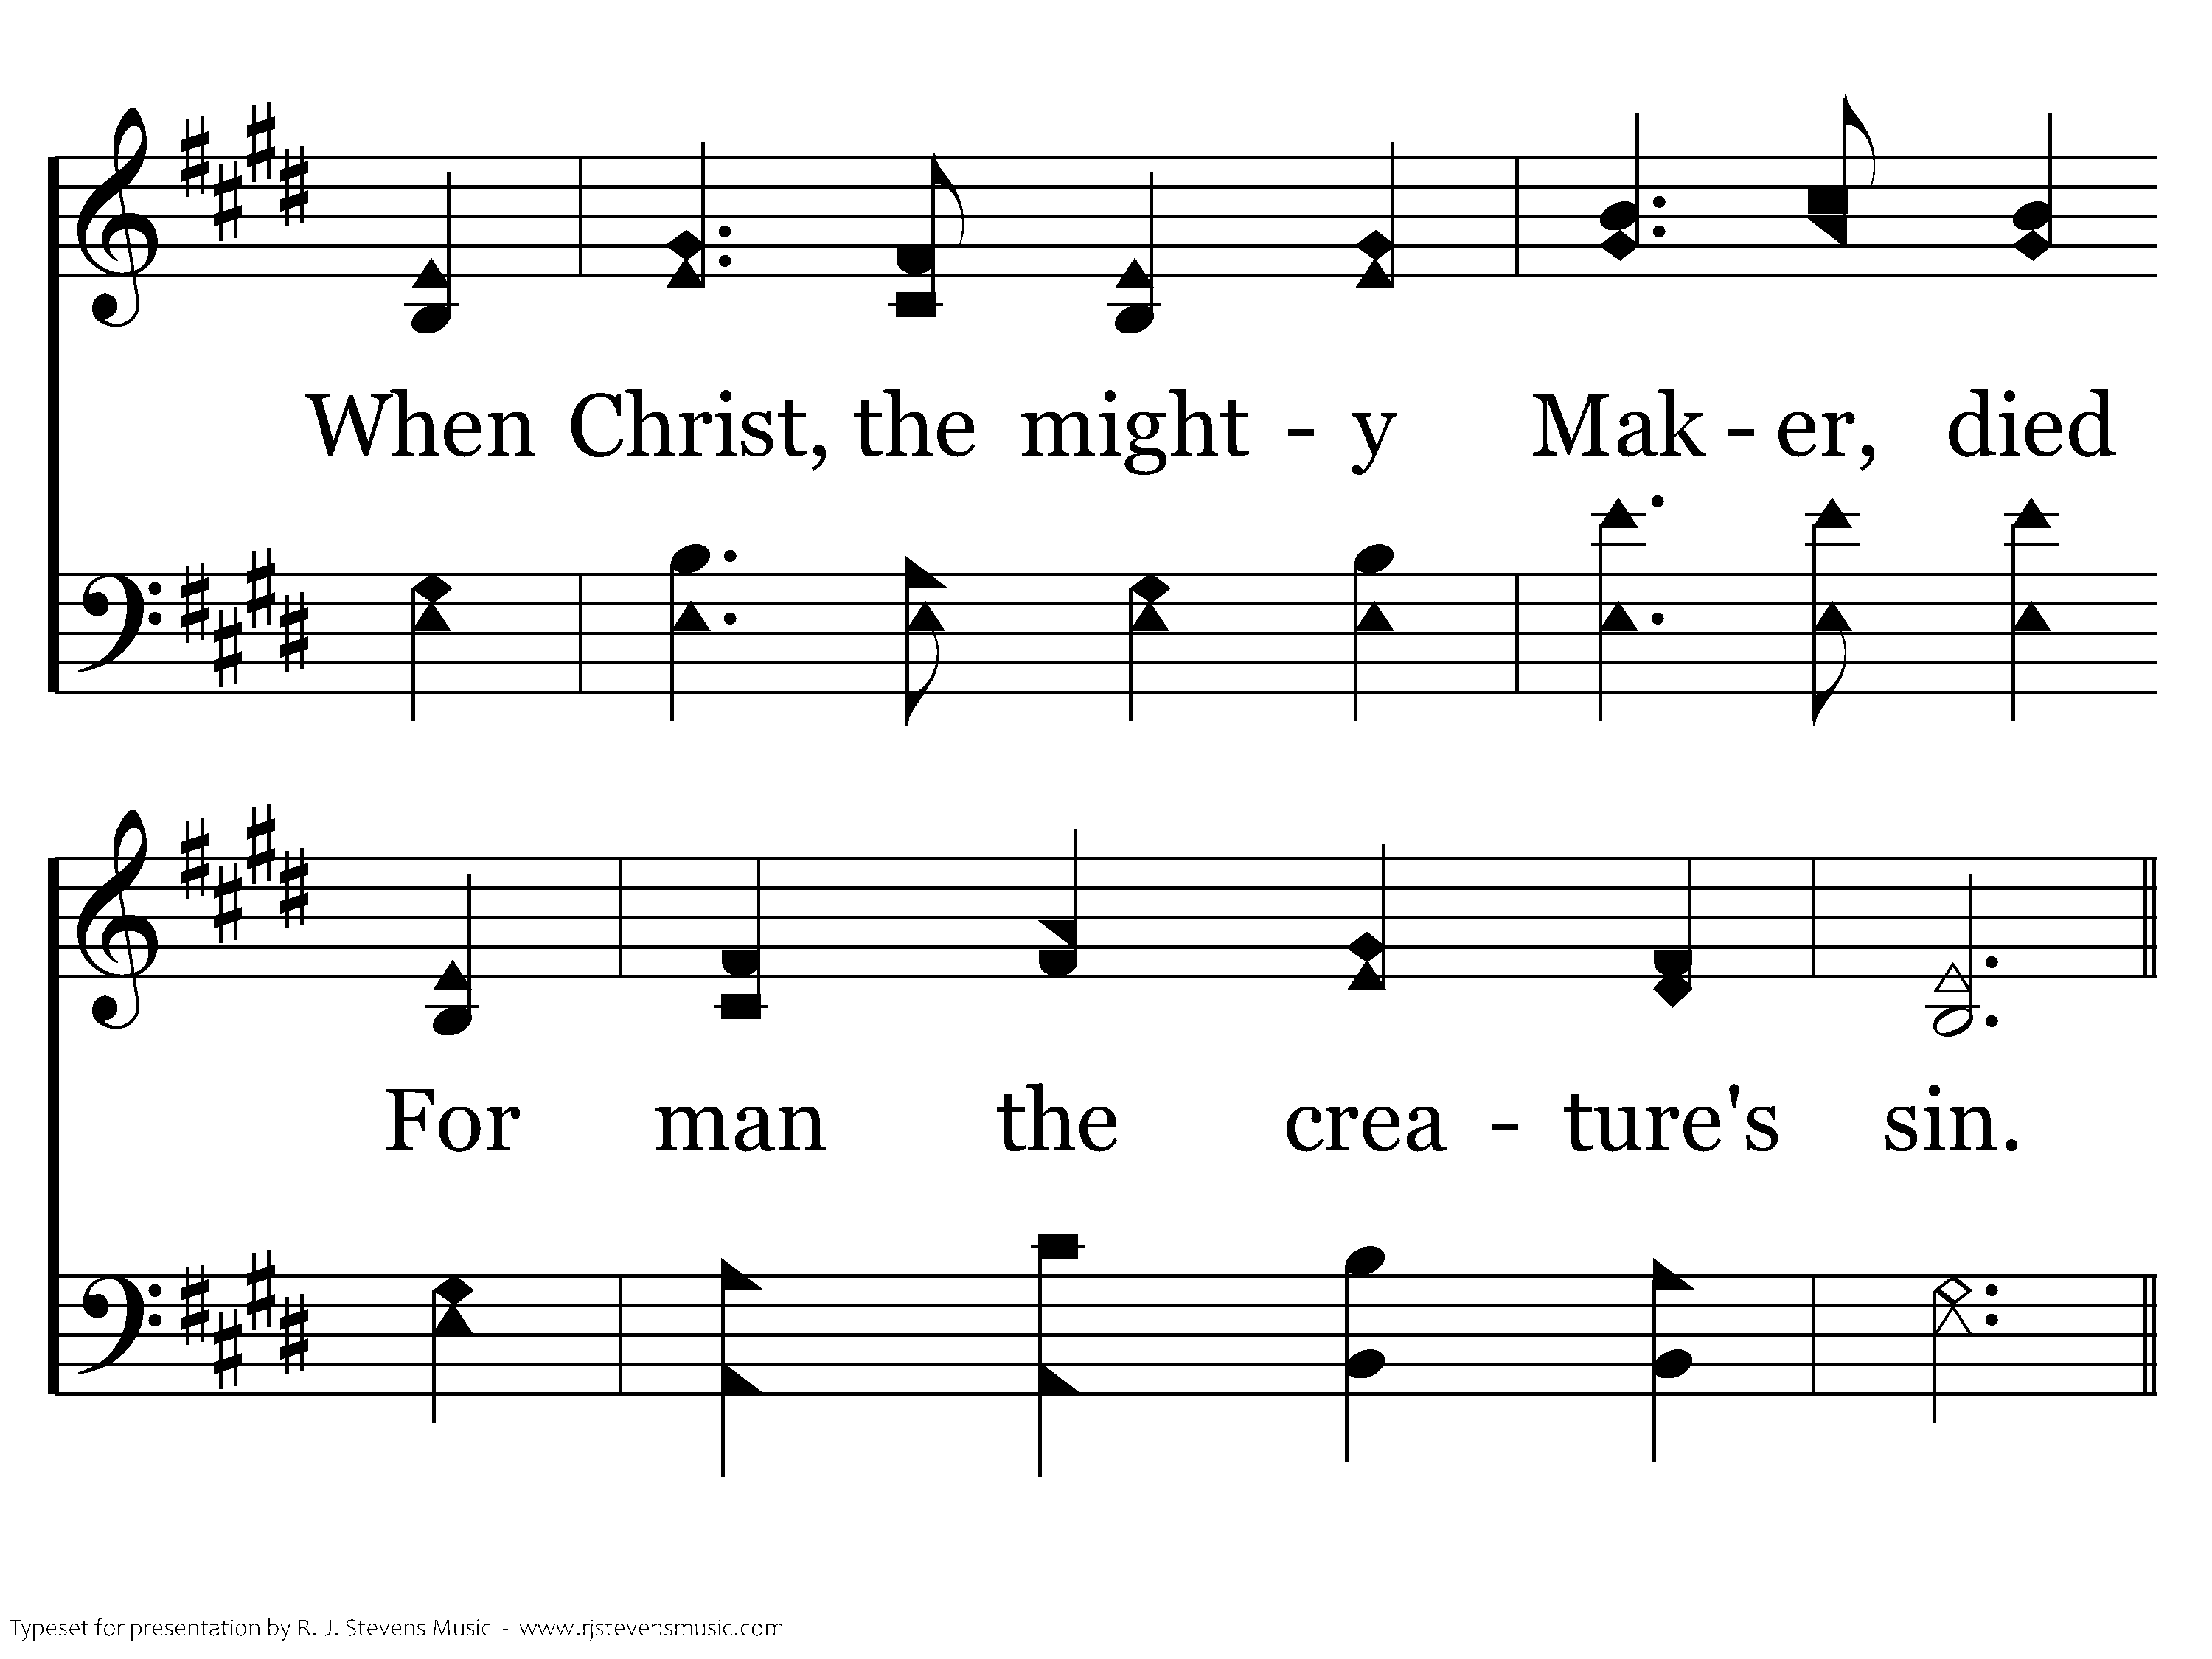 When Christ, the might - y Mak - er, died
For man the crea - ture's sin.
Typeset for presentation by R. J. Stevens Music - www.rjstevensmusic.com